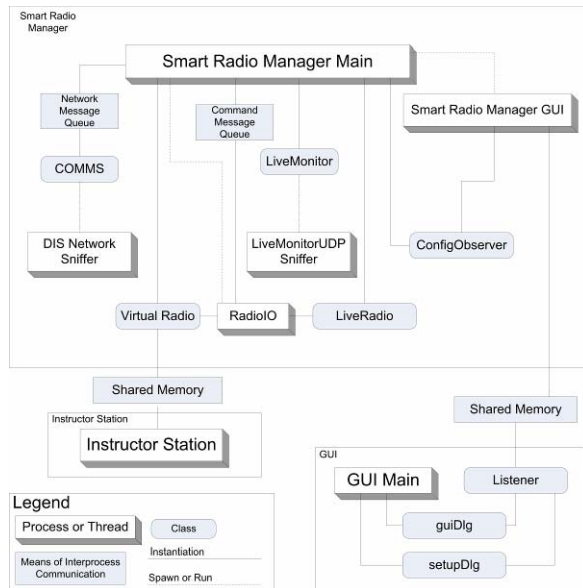 Smart Radio
Manager
Smart Radio Manager Main
Network
Message
Queue
Command
Message
Queue
Smart Radio Manager GUI
COMMS
LiveMonitor
DIS Network
Sniffer
LiveMonitorUDP
Sniffer
ConfigObserver
Virtual Radio
RadioIO
LiveRadio
Shared Memory
Shared Memory
Instructor Station
Instructor Station
GUI
GUI Main
Listener
guiDlg
setupDlg
Legend
Process or Thread
Class
Instantiation
Means of Interprocess
Communication
Spawn or Run